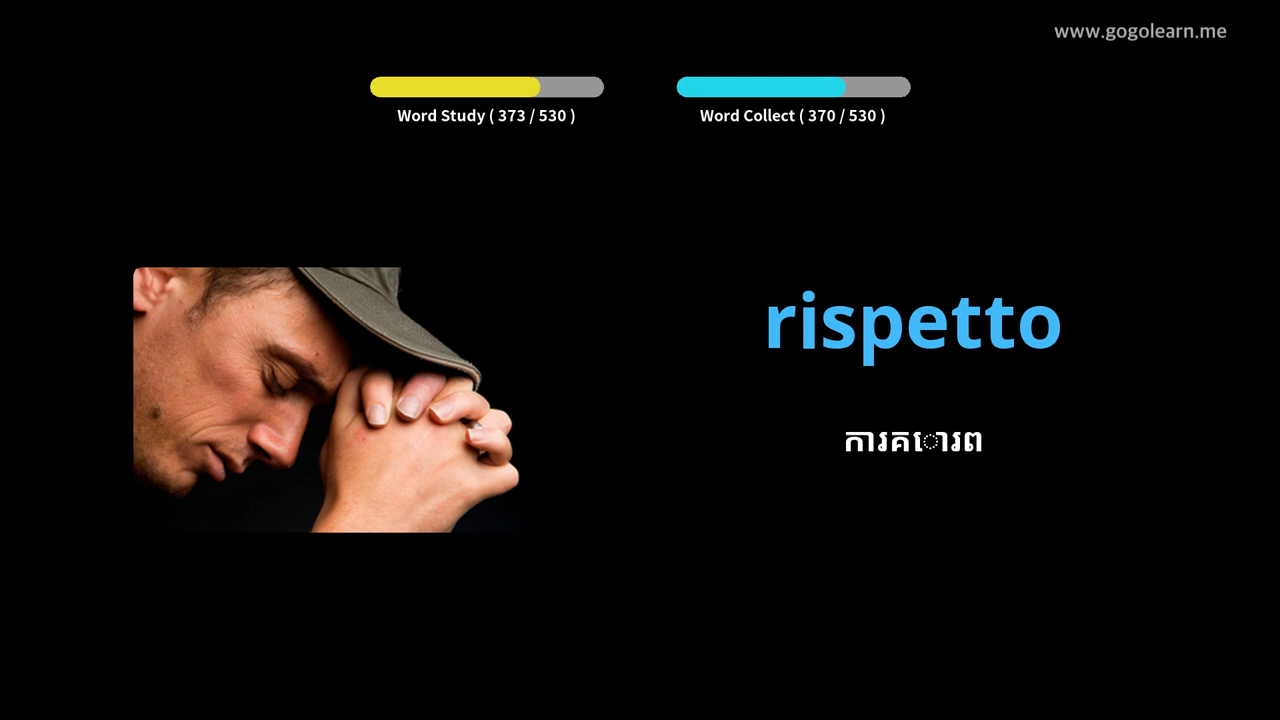 www.gogolearn.me
Word Study ( 373 / 530 )
Word Collect ( 370 / 530 )
rispetto
ការគោរព